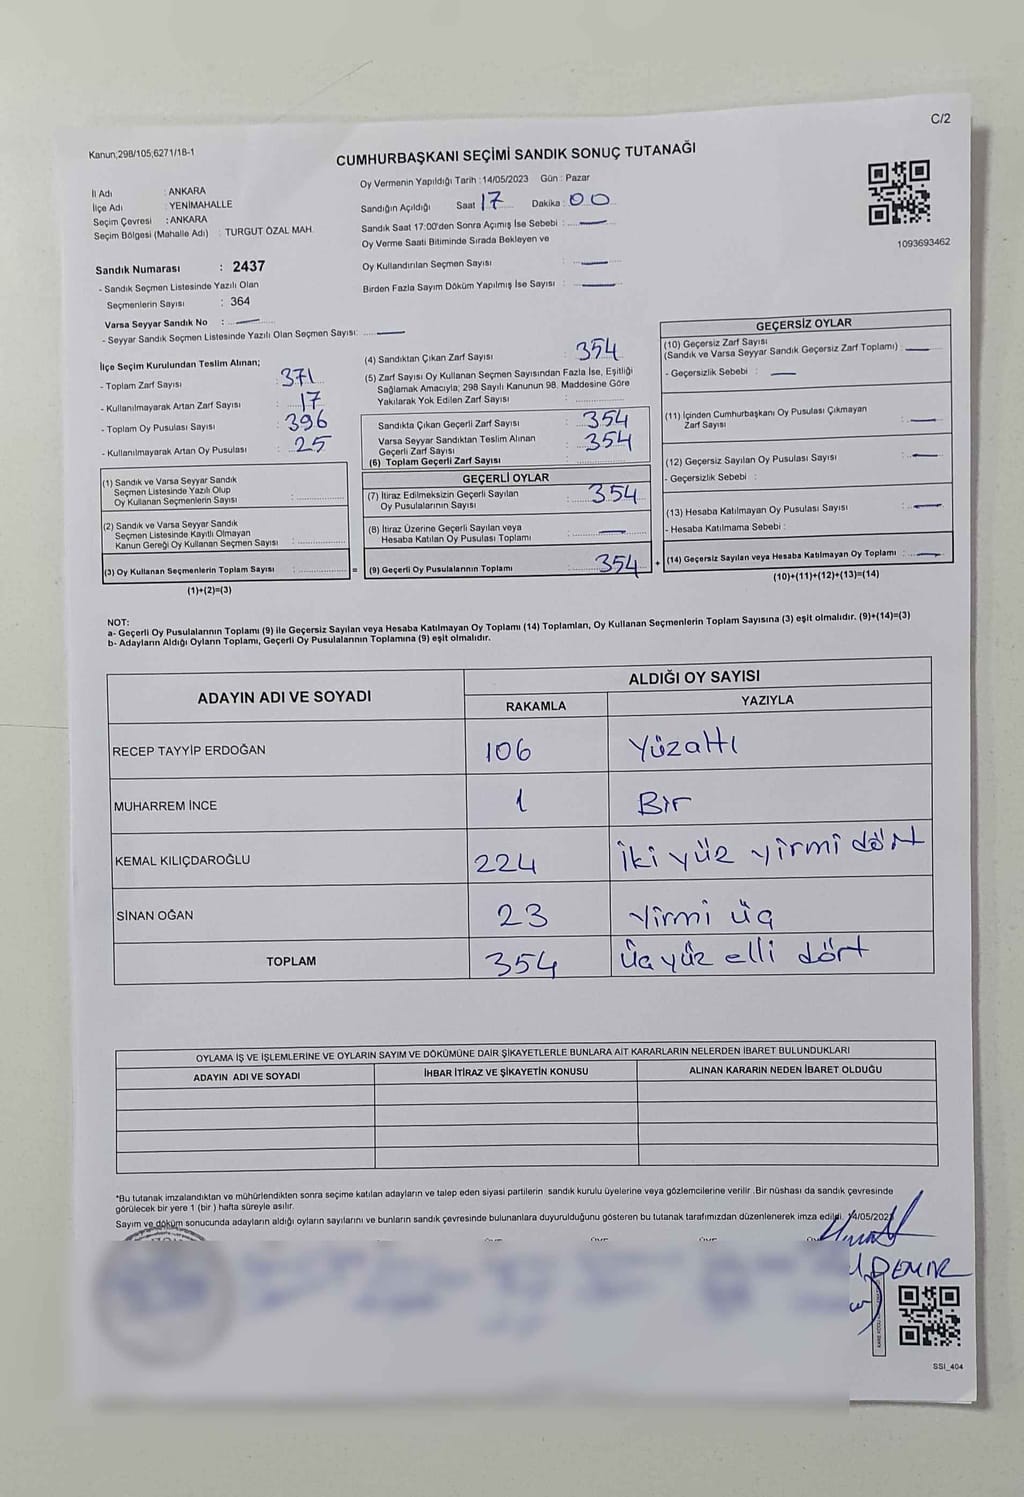 C/2
Kanun;298/105;6271/18-1
CUMHURBAŞKANI SEÇİMİ SANDIK SONUÇ TUTANAĞI
İl Adı : ANKARA
İlçe Adı : YENİMAHALLE
Seçim Çevresi : ANKARA
Seçim Bölgesi (Mahalle Adı) : TURGUT ÖZAL MAH.
Oy Vermenin Yapıldığı Tarih :14/05/2023 Gün : Pazar
Sandığın Açıldığı Saat 17 Dakika : 00
Sandık Saat 17:00'den Sonra Açımış İse Sebebi : —
Oy Verme Saati Bitiminde Sırada Bekleyen ve
Oy Kullandırılan Seçmen Sayısı : —
Birden Fazla Sayım Döküm Yapılmış İse Sayısı : —
1093693462
Sandık Numarası : 2437
- Sandık Seçmen Listesinde Yazılı Olan
Seçmenlerin Sayısı : 364
Varsa Seyyar Sandık No : —
- Seyyar Sandık Seçmen Listesinde Yazılı Olan Seçmen Sayısı: —
İlçe Seçim Kurulundan Teslim Alınan;
- Toplam Zarf Sayısı : 371
- Kullanılmayarak Artan Zarf Sayısı : 17
- Toplam Oy Pusulası Sayısı : 396
- Kullanılmayarak Artan Oy Pusulası : 25
(1) Sandık ve Varsa Seyyar Sandık
Seçmen Listesinde Yazılı Olup
Oy Kullanan Seçmenlerin Sayısı :
(2) Sandık ve Varsa Seyyar Sandık
Seçmen Listesinde Kayıtlı Olmayan
Kanun Gereği Oy Kullanan Seçmen Sayısı :
(3) Oy Kullanan Seçmenlerin Toplam Sayısı : =
(1)+(2)=(3)
(4) Sandıktan Çıkan Zarf Sayısı : 354
(5) Zarf Sayısı Oy Kullanan Seçmen Sayısından Fazla İse, Eşitliği
Sağlamak Amacıyla; 298 Sayılı Kanunun 98. Maddesine Göre
Yakılarak Yok Edilen Zarf Sayısı :
Sandıkta Çıkan Geçerli Zarf Sayısı : 354
Varsa Seyyar Sandıktan Teslim Alınan
Geçerli Zarf Sayısı : 354
(6) Toplam Geçerli Zarf Sayısı :
GEÇERLİ OYLAR
(7) İtiraz Edilmeksizin Geçerli Sayılan
Oy Pusulalarının Sayısı : 354
(8) İtiraz Üzerine Geçerli Sayılan veya
Hesaba Katılan Oy Pusulası Toplamı : —
(9) Geçerli Oy Pusulalarının Toplamı : 354 +
GEÇERSİZ OYLAR
(10) Geçersiz Zarf Sayısı
(Sandık ve Varsa Seyyar Sandık Geçersiz Zarf Toplamı) : —
- Geçersizlik Sebebi : —
(11) İçinden Cumhurbaşkanı Oy Pusulası Çıkmayan
Zarf Sayısı : —
(12) Geçersiz Sayılan Oy Pusulası Sayısı : —
- Geçersizlik Sebebi :
(13) Hesaba Katılmayan Oy Pusulası Sayısı : —
- Hesaba Katılmama Sebebi :
(14) Geçersiz Sayılan veya Hesaba Katılmayan Oy Toplamı : —
(10)+(11)+(12)+(13)=(14)
NOT:
a- Geçerli Oy Pusulalarının Toplamı (9) ile Geçersiz Sayılan veya Hesaba Katılmayan Oy Toplamı (14) Toplamları, Oy Kullanan Seçmenlerin Toplam Sayısına (3) eşit olmalıdır. (9)+(14)=(3)
b- Adayların Aldığı Oyların Toplamı, Geçerli Oy Pusulalarının Toplamına (9) eşit olmalıdır.
ADAYIN ADI VE SOYADI
ALDIĞI OY SAYISI
RAKAMLA YAZIYLA
RECEP TAYYİP ERDOĞAN 106 Yüzaltı
MUHARREM İNCE 1 Bir
KEMAL KILIÇDAROĞLU 224 İki yüz yirmi dört
SİNAN OĞAN 23 Yirmi üç
TOPLAM 354 Üç yüz elli dört
OYLAMA İŞ VE İŞLEMLERİNE VE OYLARIN SAYIM VE DÖKÜMÜNE DAİR ŞİKAYETLERLE BUNLARA AİT KARARLARIN NELERDEN İBARET BULUNDUKLARI
ADAYIN ADI VE SOYADI İHBAR İTİRAZ VE ŞİKAYETİN KONUSU ALINAN KARARIN NEDEN İBARET OLDUĞU
*Bu tutanak imzalandıktan ve mühürlendikten sonra seçime katılan adayların ve talep eden siyasi partilerin sandık kurulu üyelerine veya gözlemcilerine verilir .Bir nüshası da sandık çevresinde
görülecek bir yere 1 (bir ) hafta süreyle asılır.
Sayım ve döküm sonucunda adayların aldığı oyların sayılarını ve bunların sandık çevresinde bulunanlara duyurulduğunu gösteren bu tutanak tarafımızdan düzenlenerek imza edildi. 14/05/2023
DEMİR
SSI_404